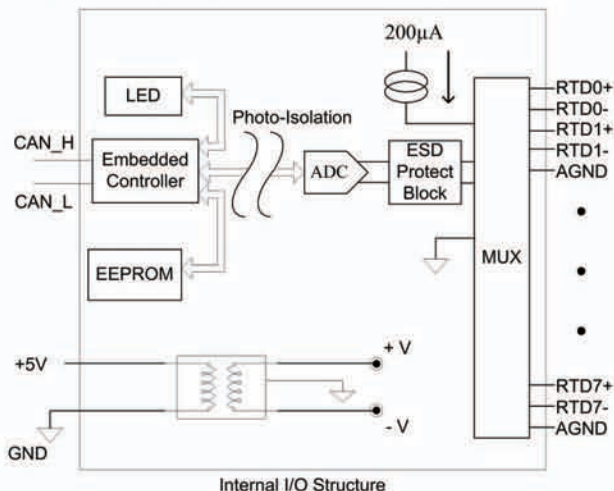 200µA
LED
Photo-Isolation
RTD0+
RTD0-
RTD1+
RTD1-
AGND
CAN_H
CAN_L
Embedded
Controller
ADC
ESD
Protect
Block
EEPROM
MUX
+5V
+ V
- V
GND
RTD7+
RTD7-
AGND
Internal I/O Structure